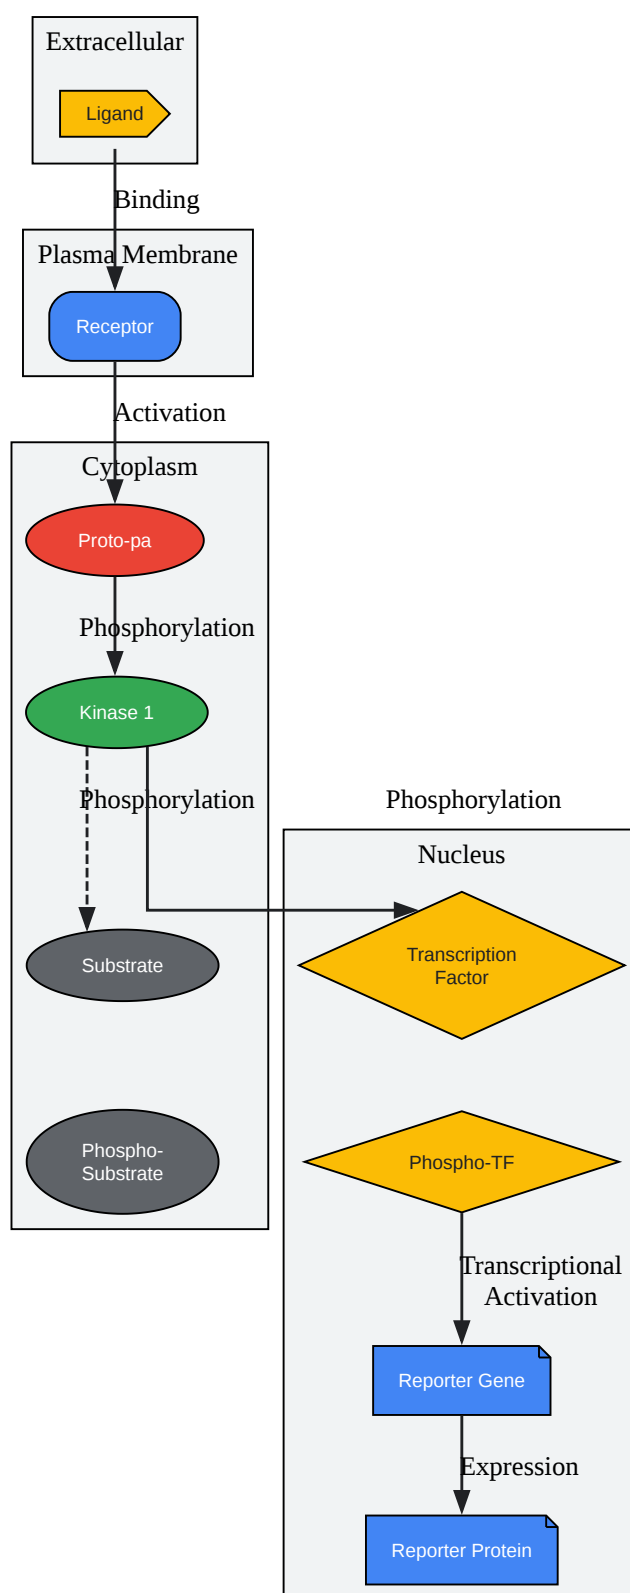 Extracellular
Ligand
Binding
Plasma Membrane
Receptor
Activation
Cytoplasm
Proto-pa
Phosphorylation
Kinase 1
Phosphorylation
Phosphorylation
Nucleus
Substrate
Transcription
Factor
Phospho-
Substrate
Phospho-TF
Transcriptional
Activation
Reporter Gene
Expression
Reporter Protein